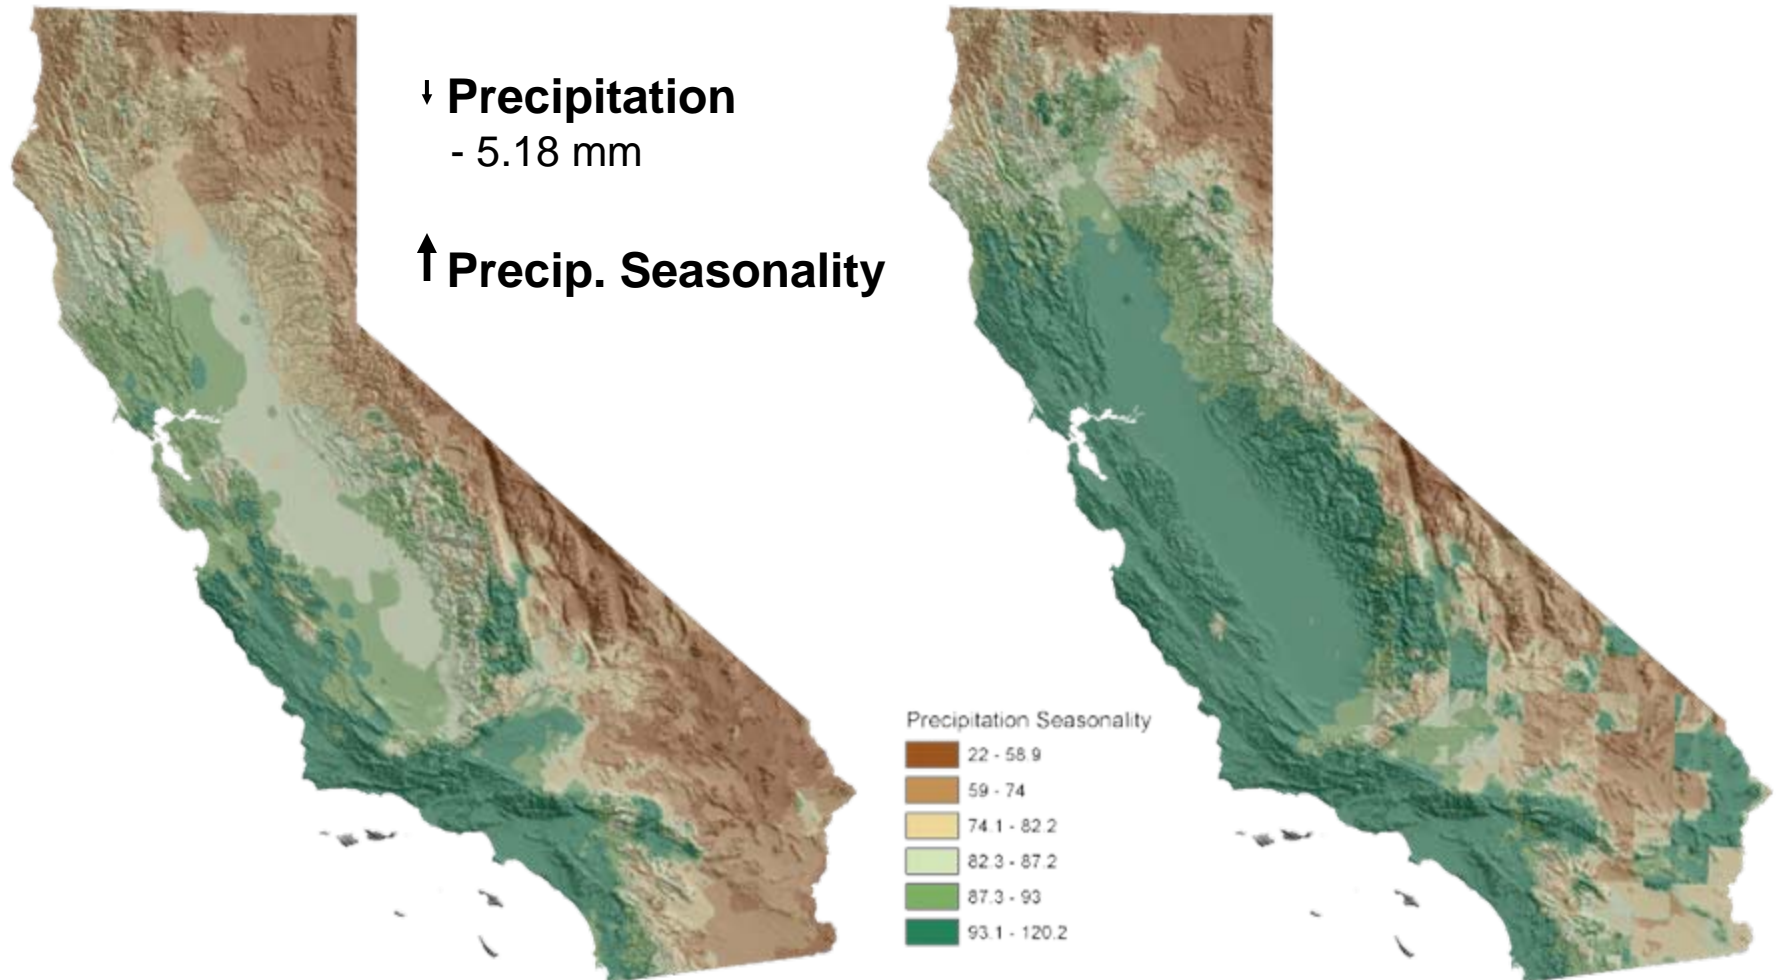 ↓ Precipitation
- 5.18 mm
↑ Precip. Seasonality
Precipitation Seasonality
22 - 58.9
59 - 74
74.1 - 82.2
82.3 - 87.2
87.3 - 93
93.1 - 120.2